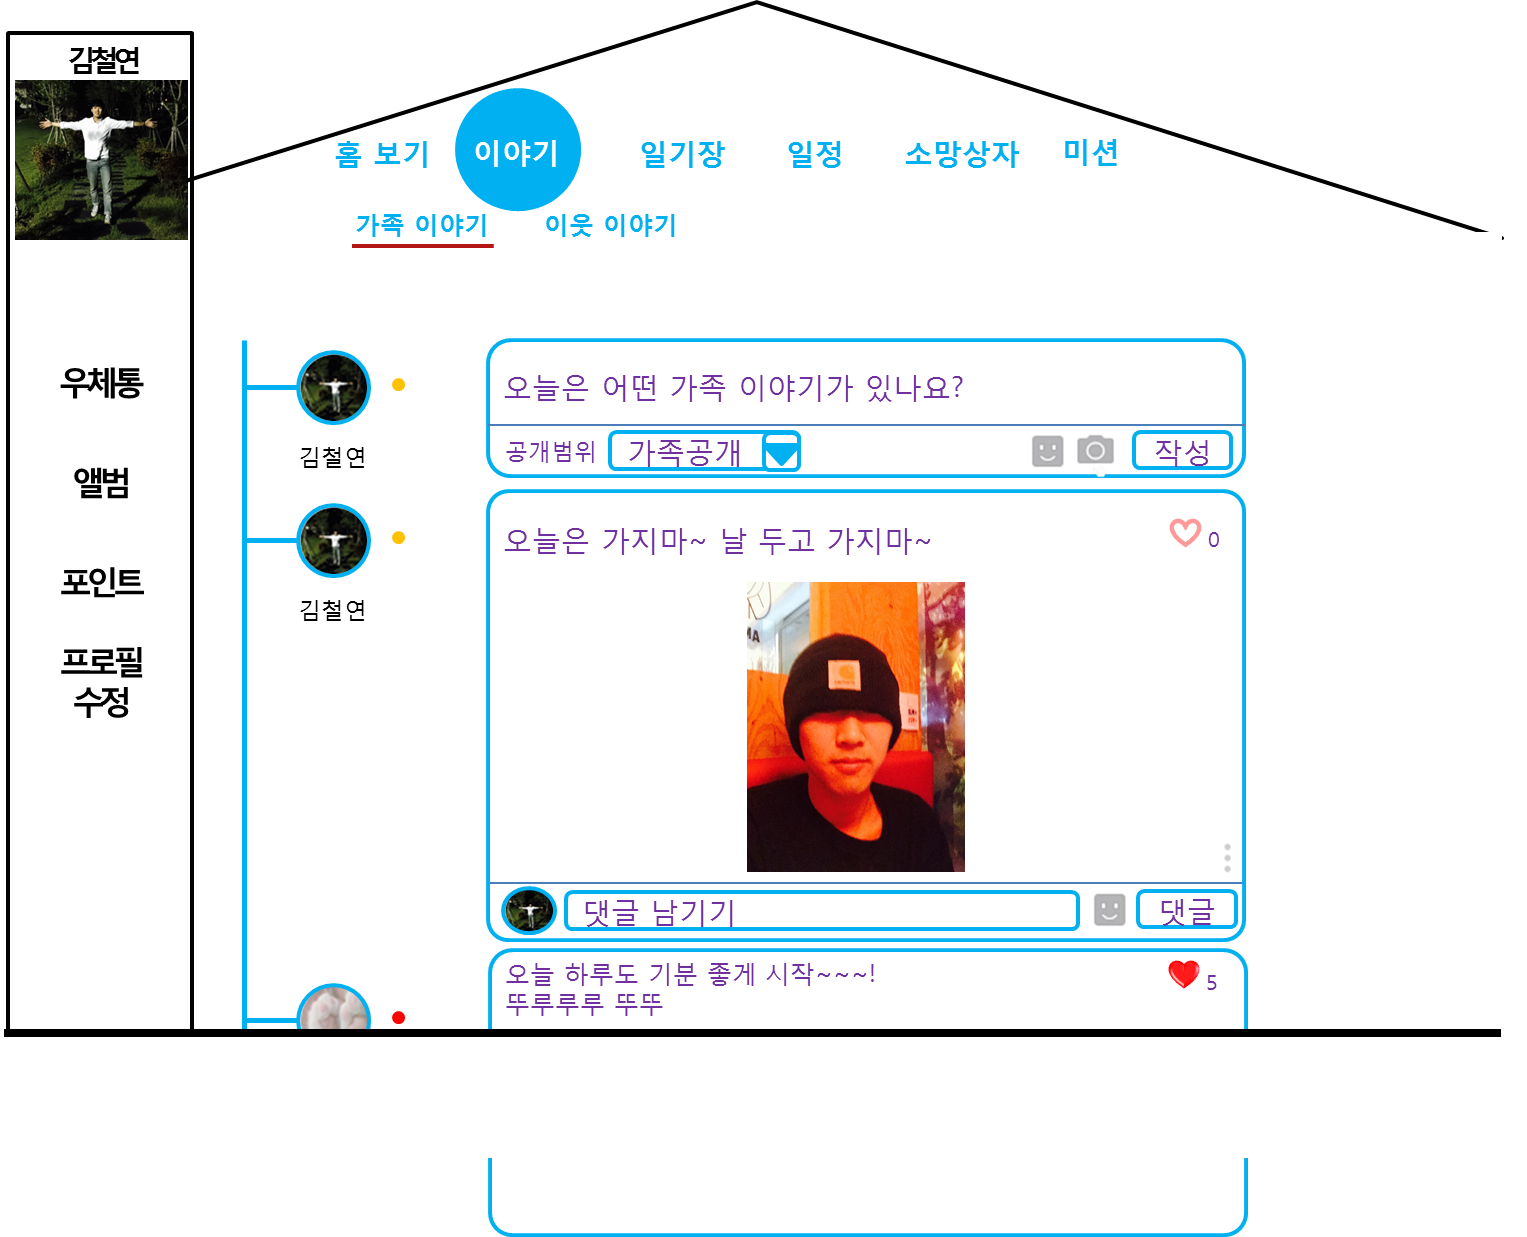 김철연
홈 보기
이야기
일기장
일정
소망상자
미션
가족 이야기
이웃 이야기
우체통
앨범
포인트
프로필
수정
김철연
오늘은 어떤 가족 이야기가 있나요?
공개범위
가족공개
작성
김철연
오늘은 가지마~ 날 두고 가지마~
0
댓글 남기기
댓글
오늘 하루도 기분 좋게 시작~~~!
뚜루루루 뚜뚜
5